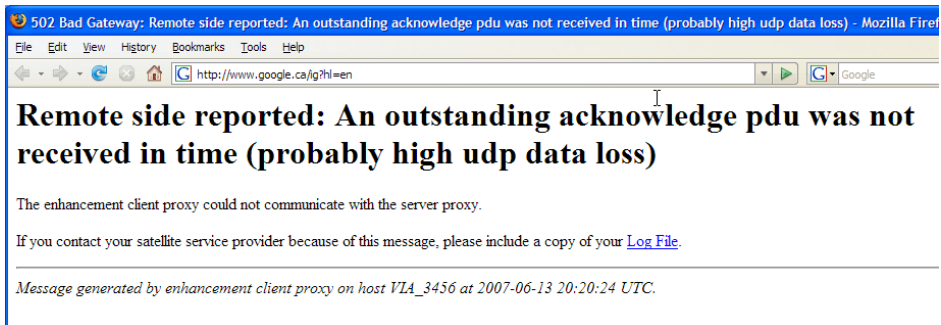 502 Bad Gateway: Remote side reported: An outstanding acknowledge pdu was not received in time (probably high udp data loss) - Mozilla Firef
File Edit View History Bookmarks Tools Help
http://www.google.ca/ig?hl=en Google
Remote side reported: An outstanding acknowledge pdu was not
received in time (probably high udp data loss)
The enhancement client proxy could not communicate with the server proxy.
If you contact your satellite service provider because of this message, please include a copy of your Log File.
Message generated by enhancement client proxy on host VIA_3456 at 2007-06-13 20:20:24 UTC.